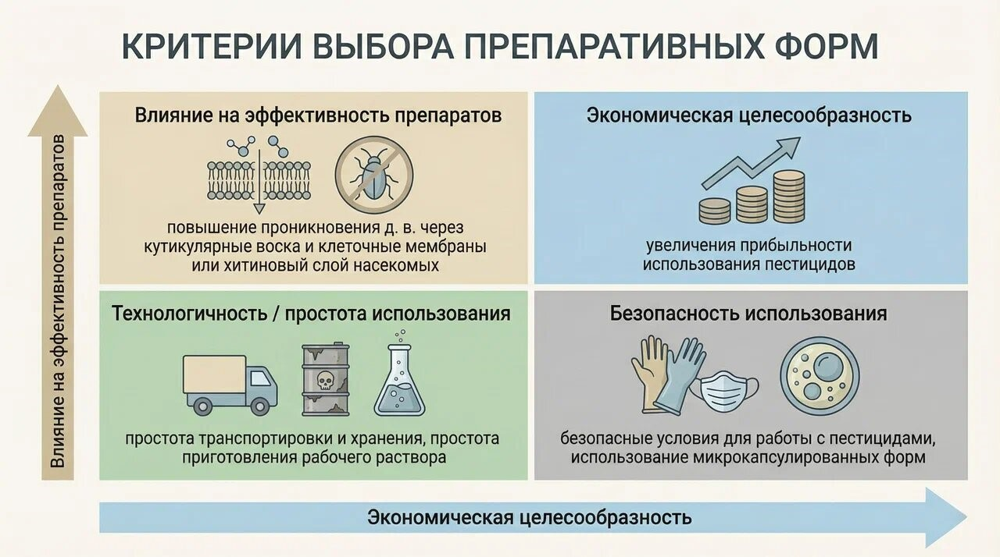 КРИТЕРИИ ВЫБОРА ПРЕПАРАТИВНЫХ ФОРМ
Влияние на эффективность препаратов
Влияние на эффективность препаратов
повышение проникновения д. в. через
кутикулярные воска и клеточные мембраны
или хитиновый слой насекомых
Экономическая целесообразность
увеличения прибыльности
использования пестицидов
Технологичность / простота использования
простота транспортировки и хранения, простота
приготовления рабочего раствора
Безопасность использования
безопасные условия для работы с пестицидами,
использование микрокапсулированных форм
Экономическая целесообразность